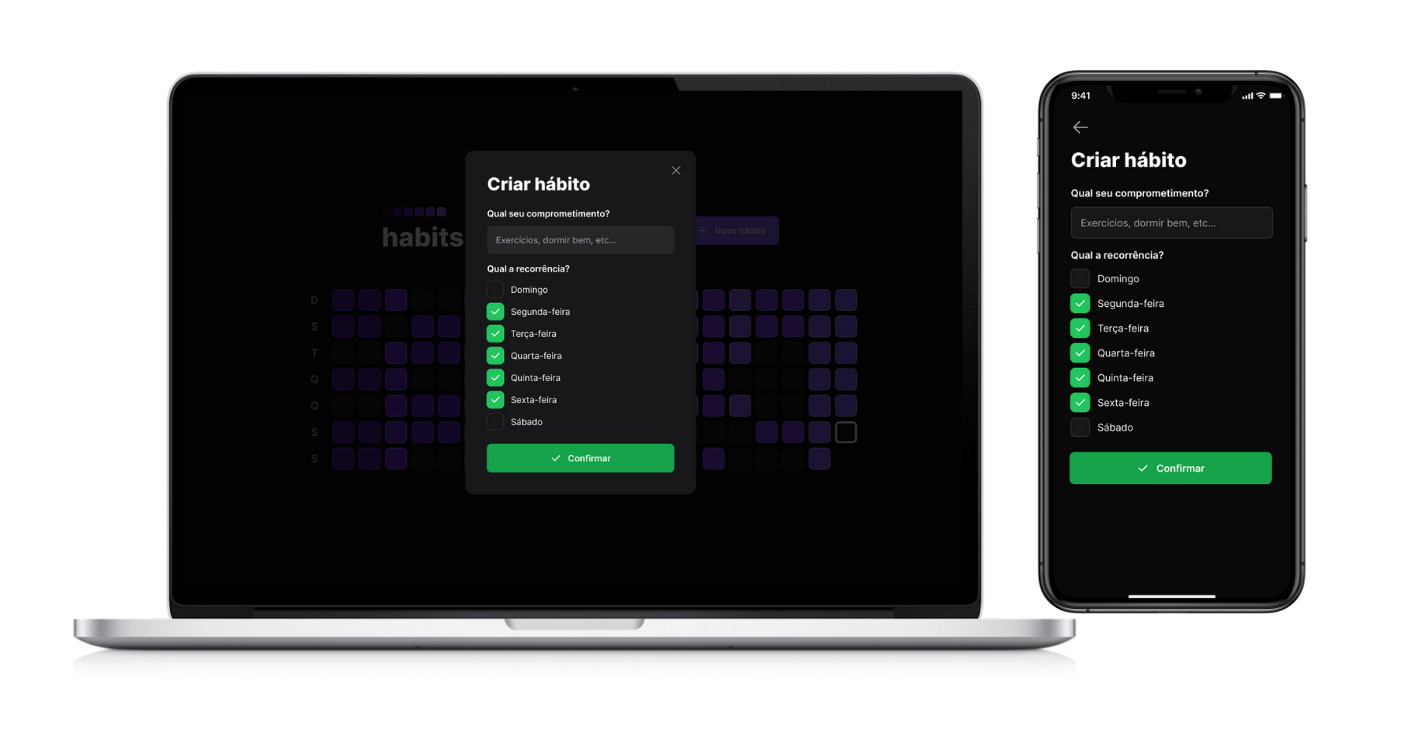 habits
+ Novo hábito
D
S
T
Q
Q
S
S
Criar hábito
Qual seu comprometimento?
Exercícios, dormir bem, etc...
Qual a recorrência?
Domingo
Segunda-feira
Terça-feira
Quarta-feira
Quinta-feira
Sexta-feira
Sábado
Confirmar
9:41
Criar hábito
Qual seu comprometimento?
Exercícios, dormir bem, etc...
Qual a recorrência?
Domingo
Segunda-feira
Terça-feira
Quarta-feira
Quinta-feira
Sexta-feira
Sábado
Confirmar